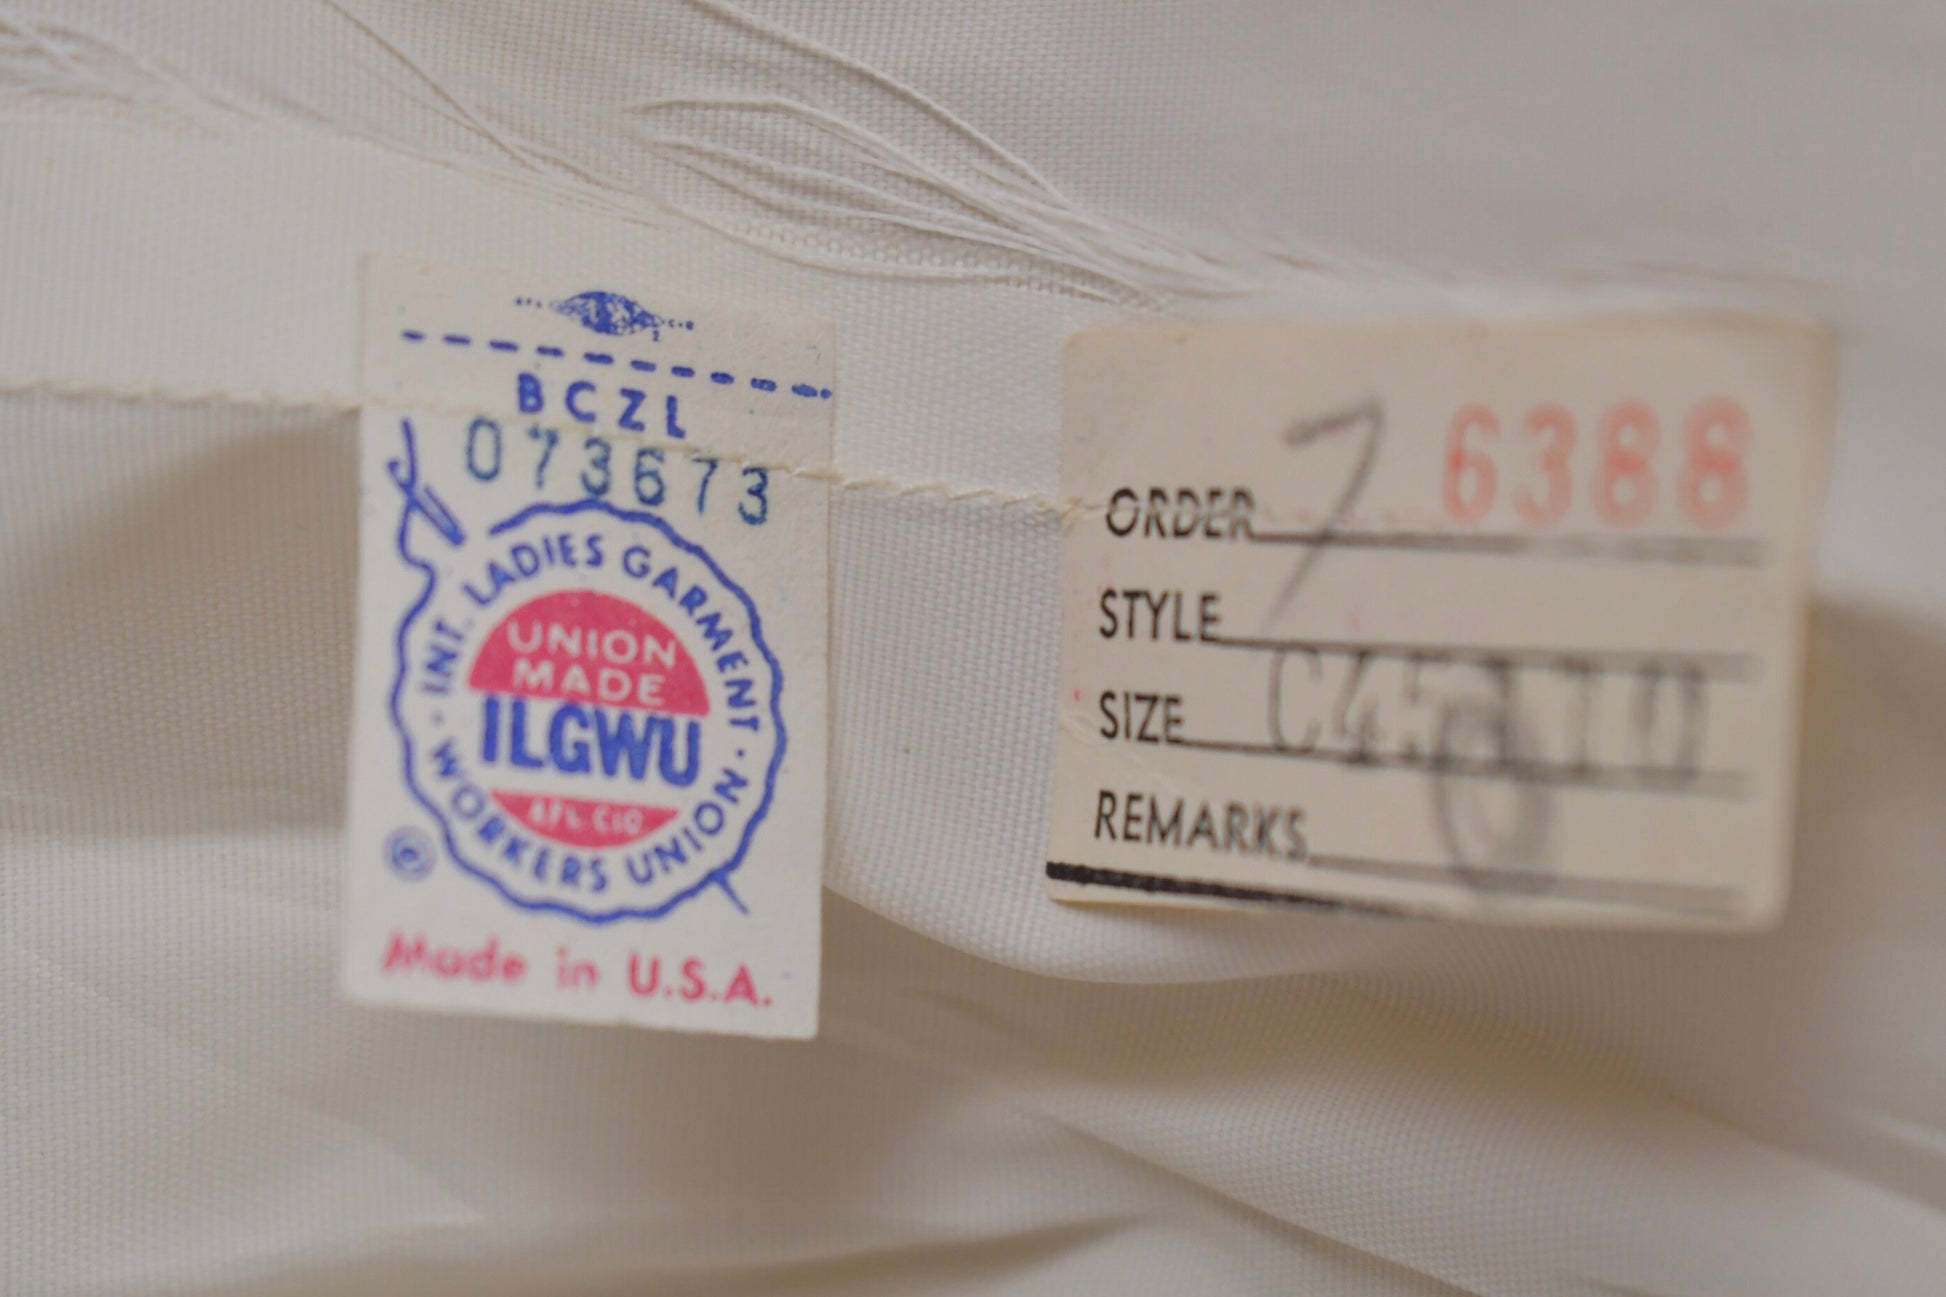 BCZL
073673
INT. LADIES GARMENT
WORKERS UNION
UNION
MADE
ILGWU
AFL CIO
©
Made in U.S.A.
7 6388
ORDER
STYLE
SIZE
REMARKS